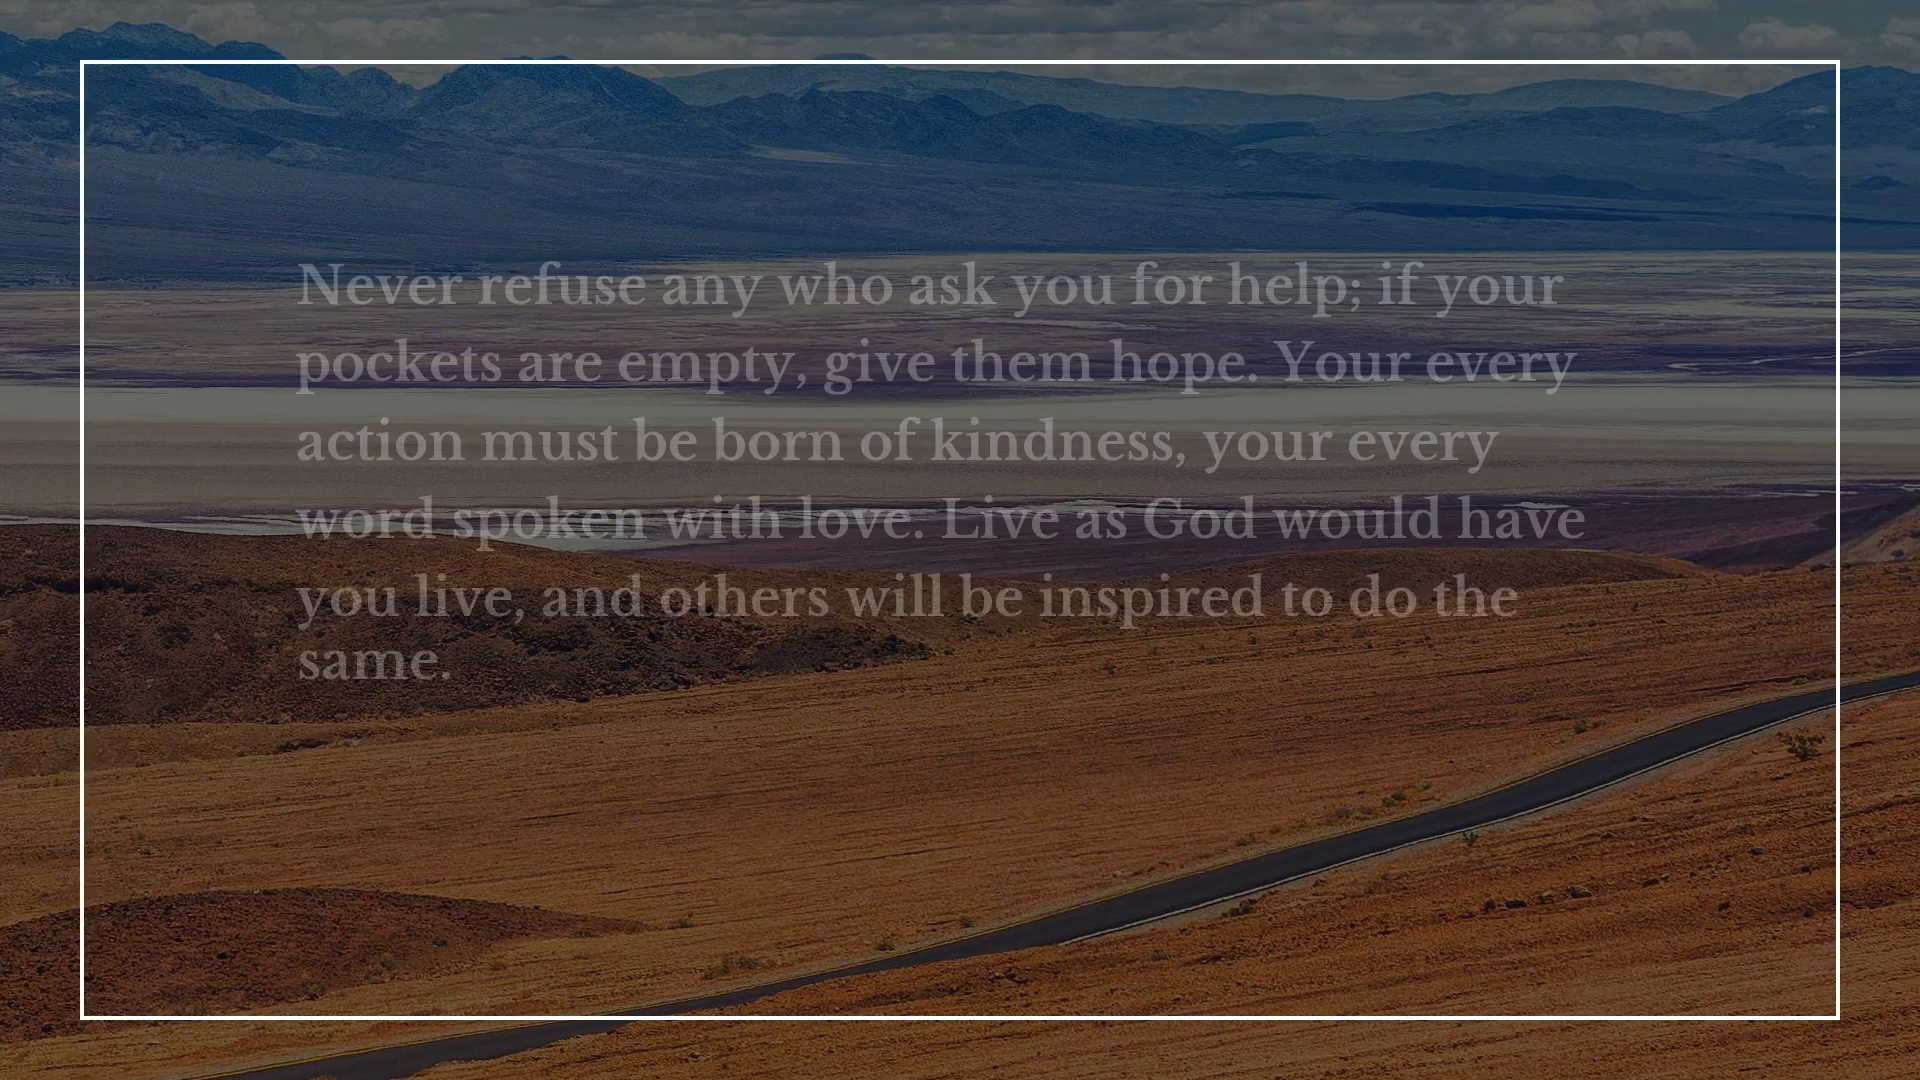 Never refuse any who ask you for help; if your
pockets are empty, give them hope. Your every
action must be born of kindness, your every
word spoken with love. Live as God would have
you live, and others will be inspired to do the
same.